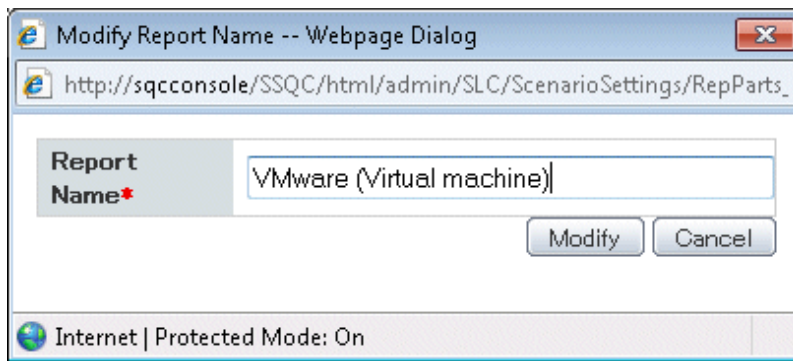 Modify Report Name -- Webpage Dialog
http://sqcconsole/SSQC/html/admin/SLC/ScenarioSettings/RepParts_
Report
Name*
VMware (Virtual machine)
Modify
Cancel
Internet | Protected Mode: On